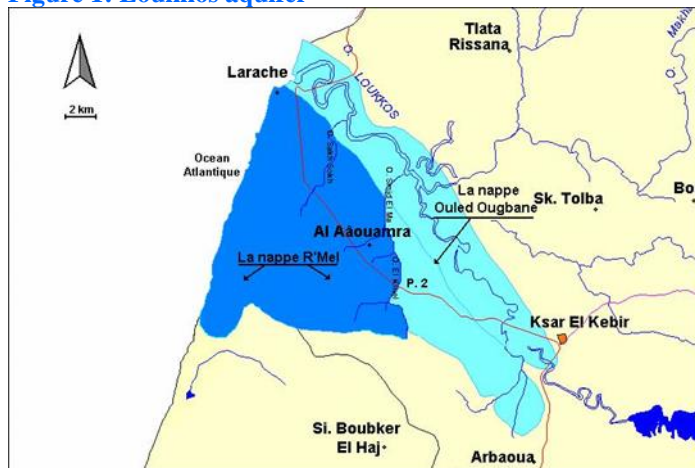 Figure 1: Loukkos aquifer
Tlata
Rissana
Larache
LOUKKOS
2 km
Ocean
Atlantique
La nappe
Ouled Ougbane
Sk. Tolba
Bo
Al Aâouamra
La nappe R'Mel
P. 2
Ksar El Kebir
Si. Boubker
El Haj
Arbaoua